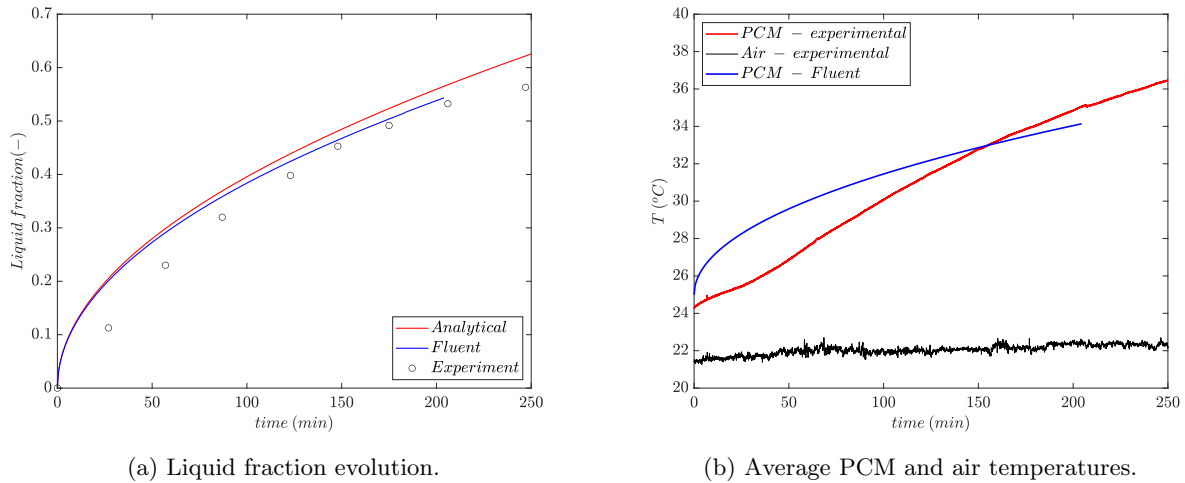 0.7
0.6
0.5
0.4
0.3
0.2
0.1
0
Liquid fraction(−)
0 50 100 150 200 250
time (min)
Analytical
Fluent
Experiment
(a) Liquid fraction evolution.
40
38
36
34
32
30
28
26
24
22
20
T (°C)
0 50 100 150 200 250
time (min)
PCM − experimental
Air − experimental
PCM − Fluent
(b) Average PCM and air temperatures.